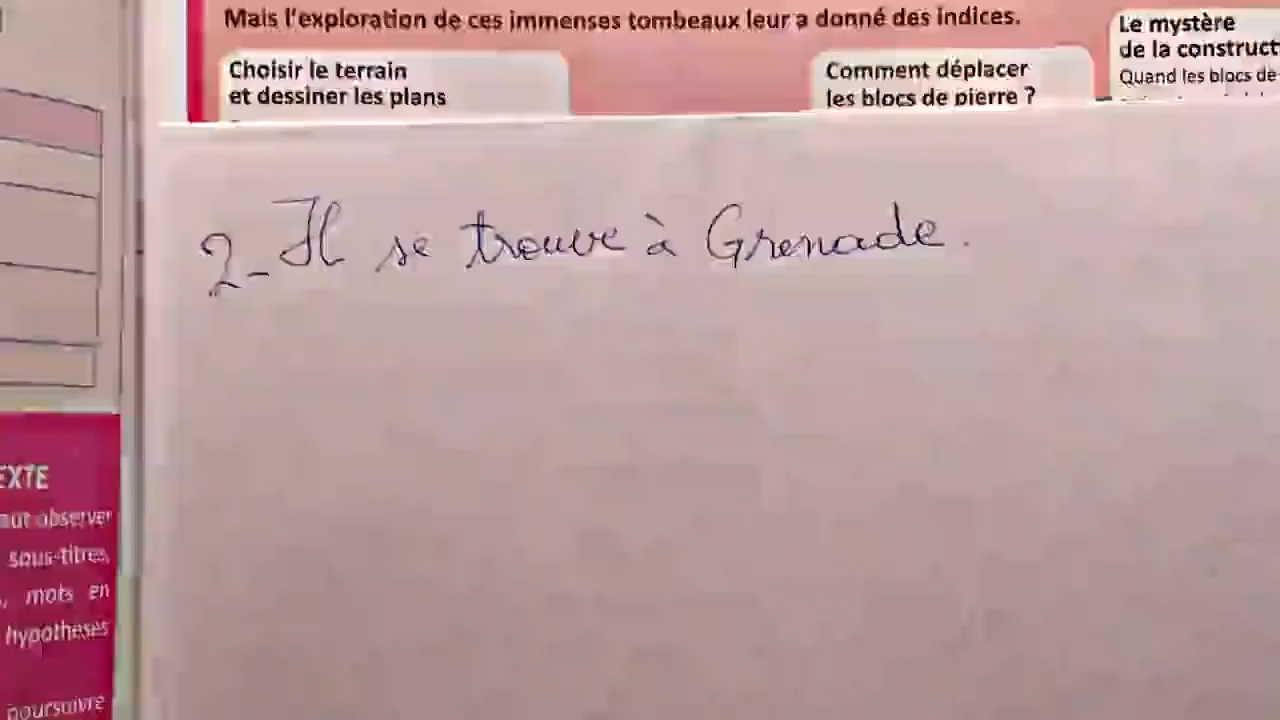 Mais l'exploration de ces immenses tombeaux leur a donné des indices.
Choisir le terrain
et dessiner les plans
Comment déplacer
les blocs de pierre ?
Le mystère
de la construct
Quand les blocs de
2- Il se trouve à Grenade.
EXTE
aut observer
sous-titres,
mots en
hypothèses
poursuivre